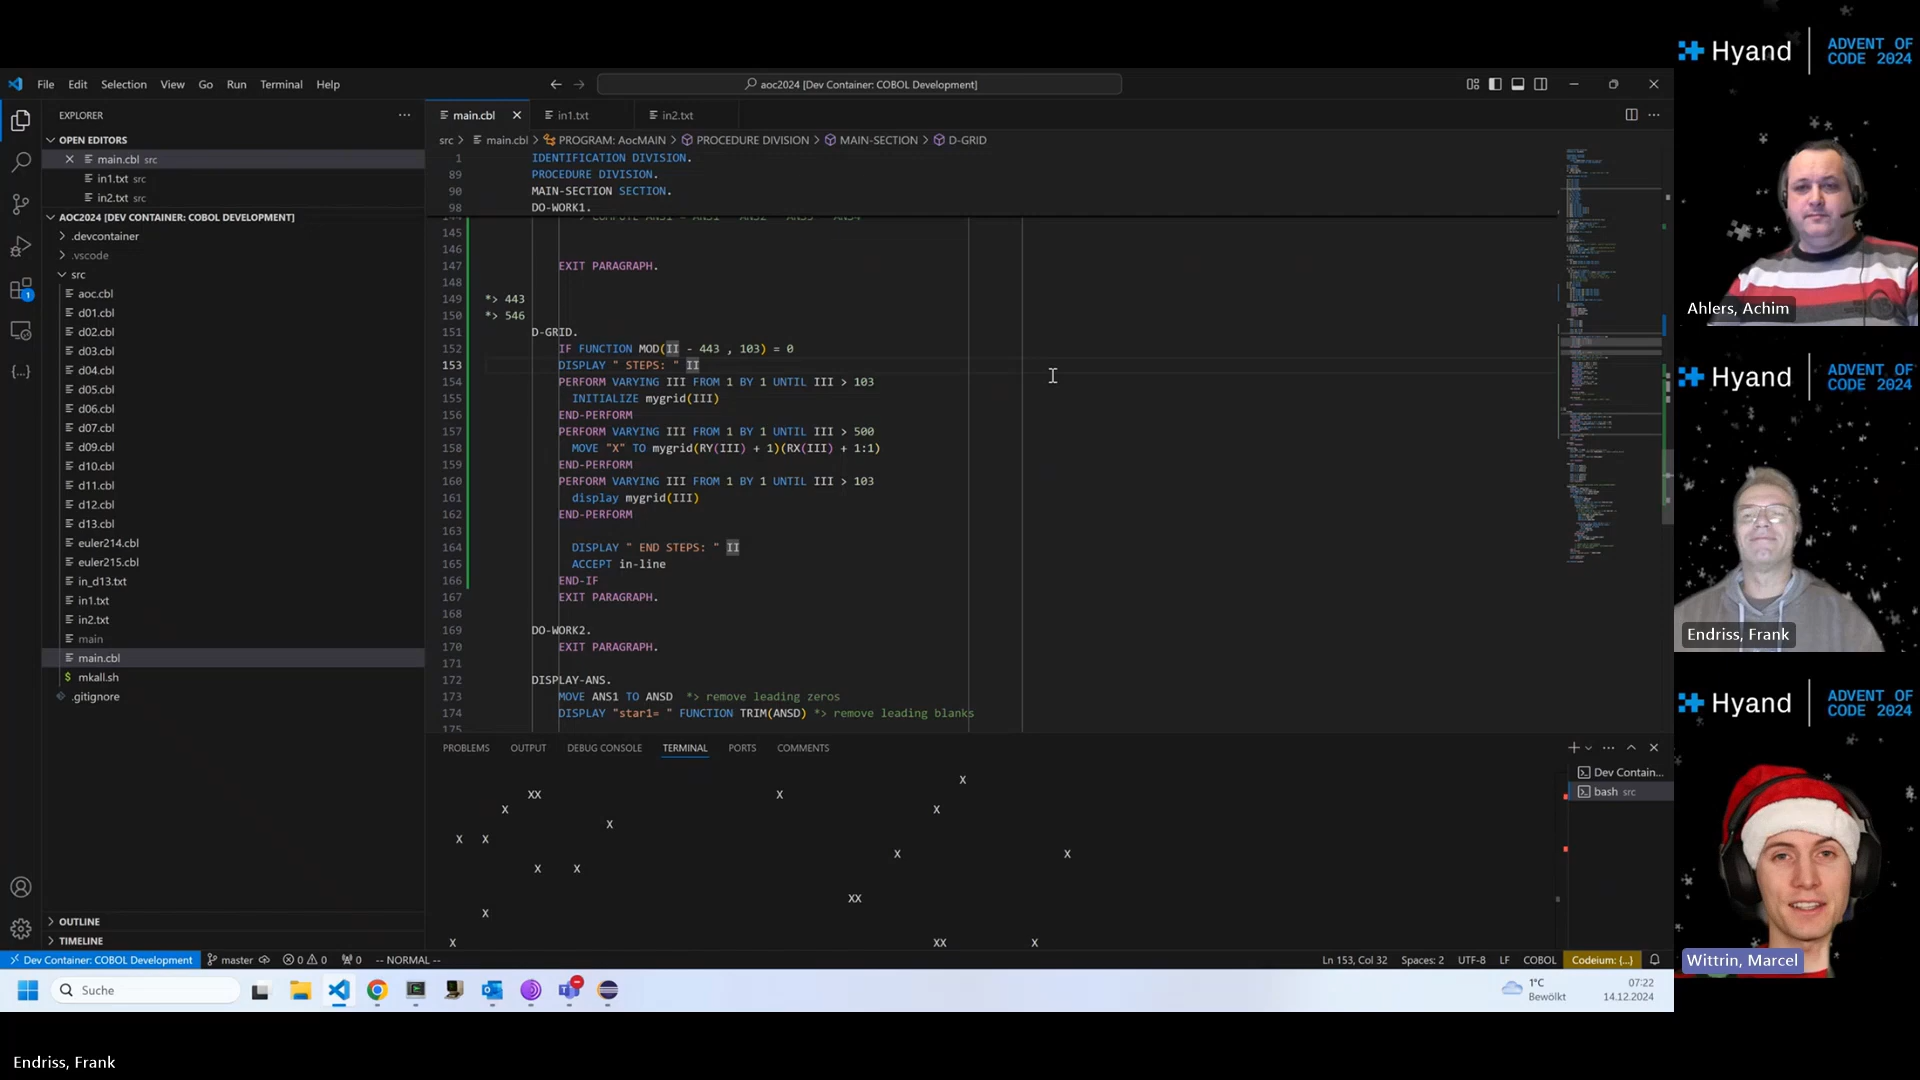 File Edit Selection View Go Run Terminal Help
aoc2024 [Dev Container: COBOL Development]
EXPLORER
OPEN EDITORS
main.cbl src
in1.txt src
in2.txt src
AOC2024 [DEV CONTAINER: COBOL DEVELOPMENT]
.devcontainer
.vscode
src
aoc.cbl
d01.cbl
d02.cbl
d03.cbl
d04.cbl
d05.cbl
d06.cbl
d07.cbl
d09.cbl
d10.cbl
d11.cbl
d12.cbl
d13.cbl
euler214.cbl
euler215.cbl
in_d13.txt
in1.txt
in2.txt
main
main.cbl
$ mkall.sh
.gitignore
OUTLINE
TIMELINE
main.cbl in1.txt in2.txt
src > main.cbl > PROGRAM: AocMAIN > PROCEDURE DIVISION > MAIN-SECTION > D-GRID
1 IDENTIFICATION DIVISION.
89 PROCEDURE DIVISION.
90 MAIN-SECTION SECTION.
98 DO-WORK1.
145
146
147 EXIT PARAGRAPH.
148
149 *> 443
150 *> 546
151 D-GRID.
152 IF FUNCTION MOD(II - 443 , 103) = 0
153 DISPLAY " STEPS: " II
154 PERFORM VARYING III FROM 1 BY 1 UNTIL III > 103
155 INITIALIZE mygrid(III)
156 END-PERFORM
157 PERFORM VARYING III FROM 1 BY 1 UNTIL III > 500
158 MOVE "X" TO mygrid(RY(III) + 1)(RX(III) + 1:1)
159 END-PERFORM
160 PERFORM VARYING III FROM 1 BY 1 UNTIL III > 103
161 display mygrid(III)
162 END-PERFORM
163
164 DISPLAY " END STEPS: " II
165 ACCEPT in-line
166 END-IF
167 EXIT PARAGRAPH.
168
169 DO-WORK2.
170 EXIT PARAGRAPH.
171
172 DISPLAY-ANS.
173 MOVE ANS1 TO ANSD *> remove leading zeros
174 DISPLAY "star1= " FUNCTION TRIM(ANSD) *> remove leading blanks
175
PROBLEMS OUTPUT DEBUG CONSOLE TERMINAL PORTS COMMENTS
X
XX X
X X
X
X X
X X
X X
XX
X
X XX X
Dev Contain...
bash src
Dev Container: COBOL Development master 0 0 0 -- NORMAL -- Ln 153, Col 32 Spaces: 2 UTF-8 LF COBOL Codeium: {...}
Suche
1°C
Bewölkt
07:22
14.12.2024
Endriss, Frank
Hyand ADVENT OF CODE 2024
Ahlers, Achim
Hyand ADVENT OF CODE 2024
Endriss, Frank
Hyand ADVENT OF CODE 2024
Wittrin, Marcel